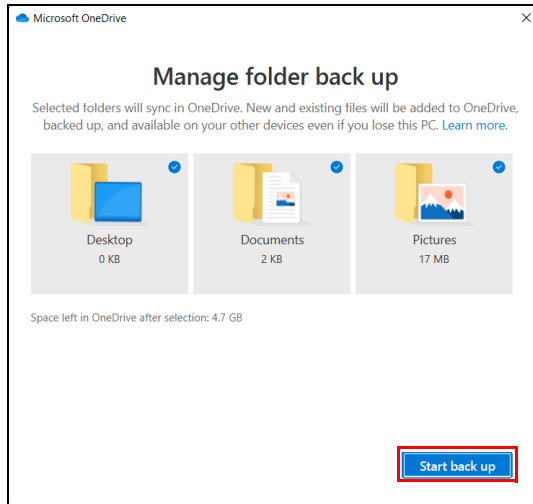 Microsoft OneDrive
Manage folder back up
Selected folders will sync in OneDrive. New and existing files will be added to OneDrive,
backed up, and available on your other devices even if you lose this PC. Learn more.
Desktop
0 KB
Documents
2 KB
Pictures
17 MB
Space left in OneDrive after selection: 4.7 GB
Start back up